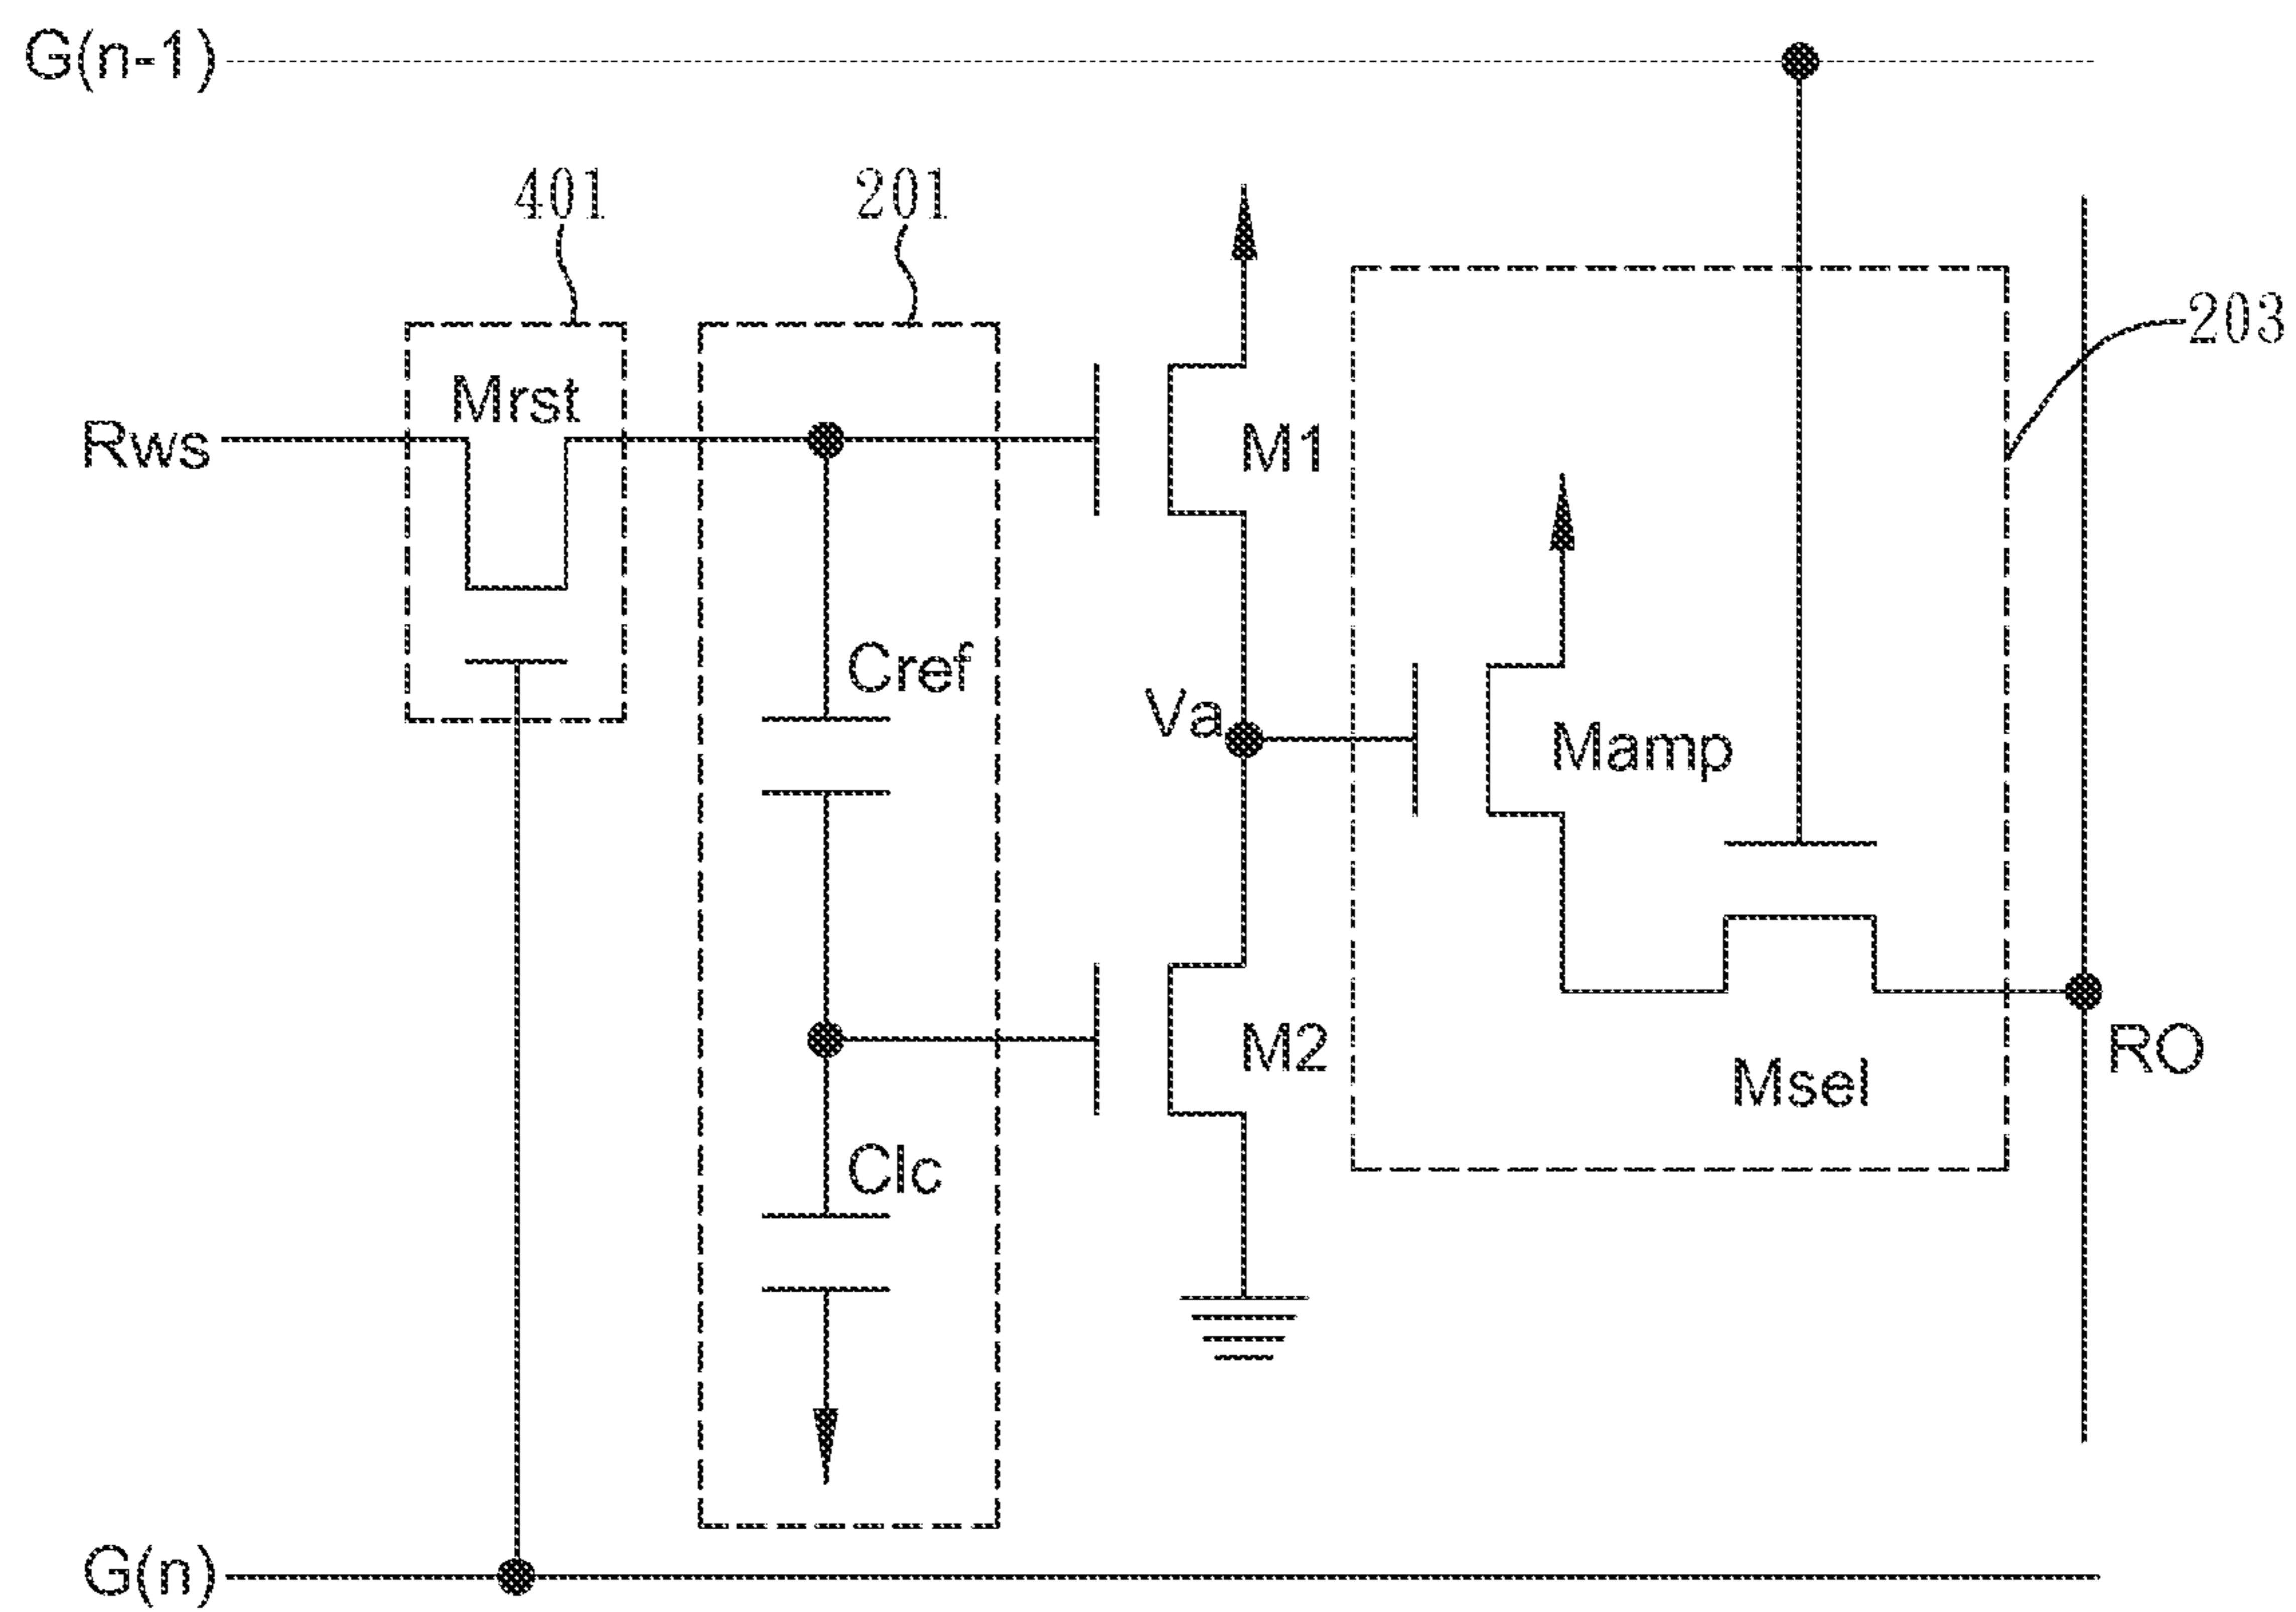 G(n-1)
401
201
203
Mrst
Rws
M1
Cref
Va
Mamp
M2
RO
Msel
Clc
G(n)